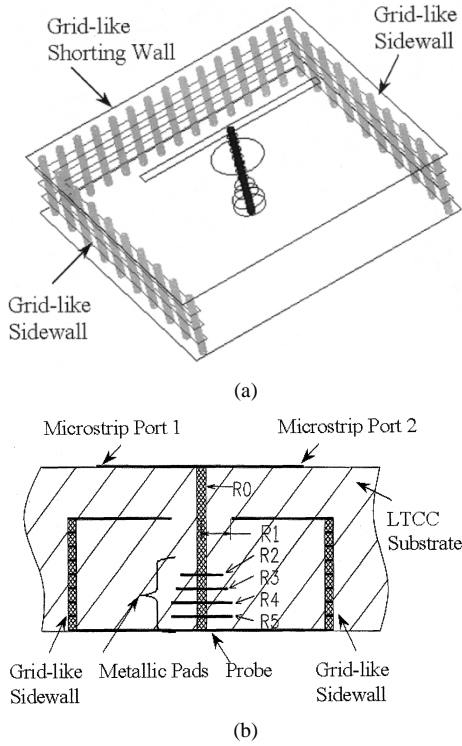 Grid-like
Shorting Wall
Grid-like
Sidewall
Grid-like
Sidewall
(a)
Microstrip Port 1
Microstrip Port 2
R0
LTCC
Substrate
R1
R2
R3
R4
R5
Grid-like
Sidewall
Metallic Pads
Probe
Grid-like
Sidewall
(b)